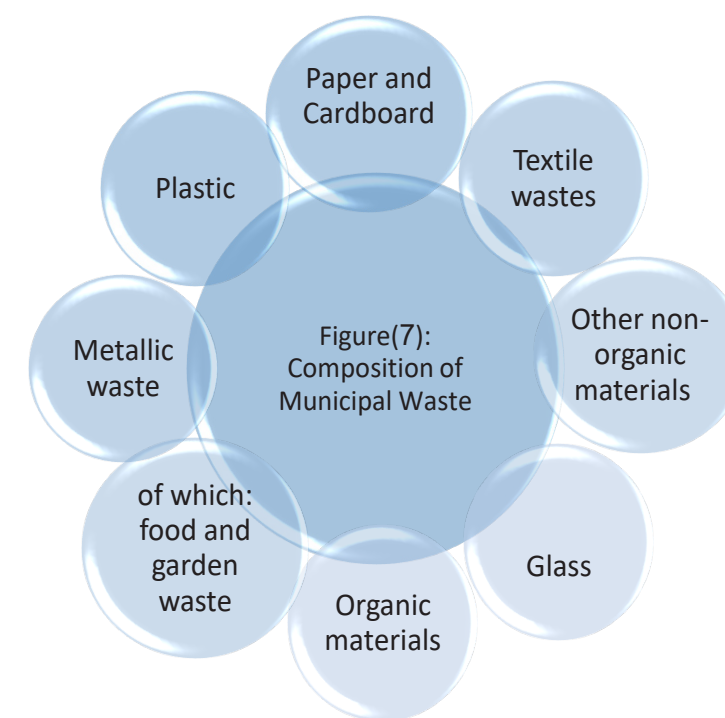 Paper and
Cardboard
Textile
wastes
Other non-
organic
materials
Glass
Organic
materials
of which:
food and
garden
waste
Metallic
waste
Plastic
Figure(7):
Composition of
Municipal Waste